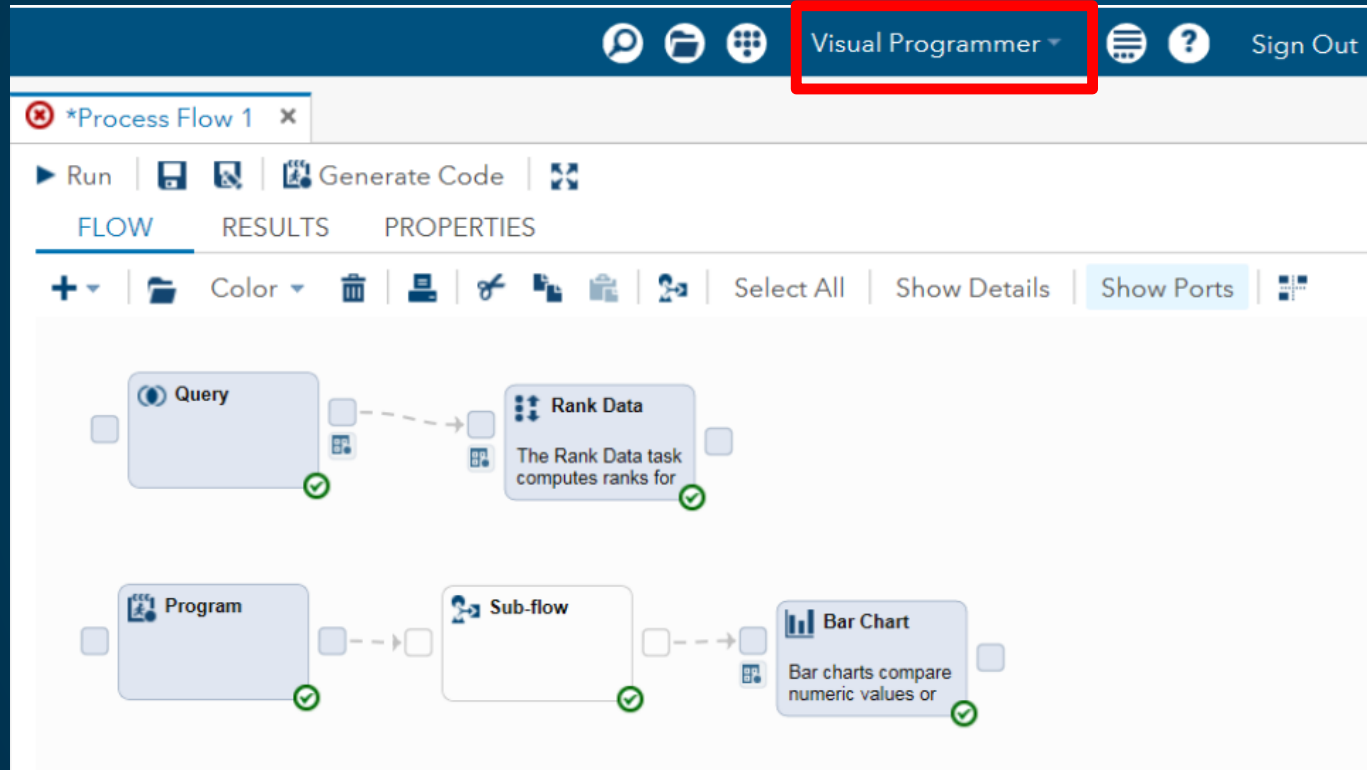 Visual Programmer
Sign Out
*Process Flow 1
Run
Generate Code
FLOW
RESULTS
PROPERTIES
Color
Select All
Show Details
Show Ports
Query
Rank Data
The Rank Data task
computes ranks for
Program
Sub-flow
Bar Chart
Bar charts compare
numeric values or